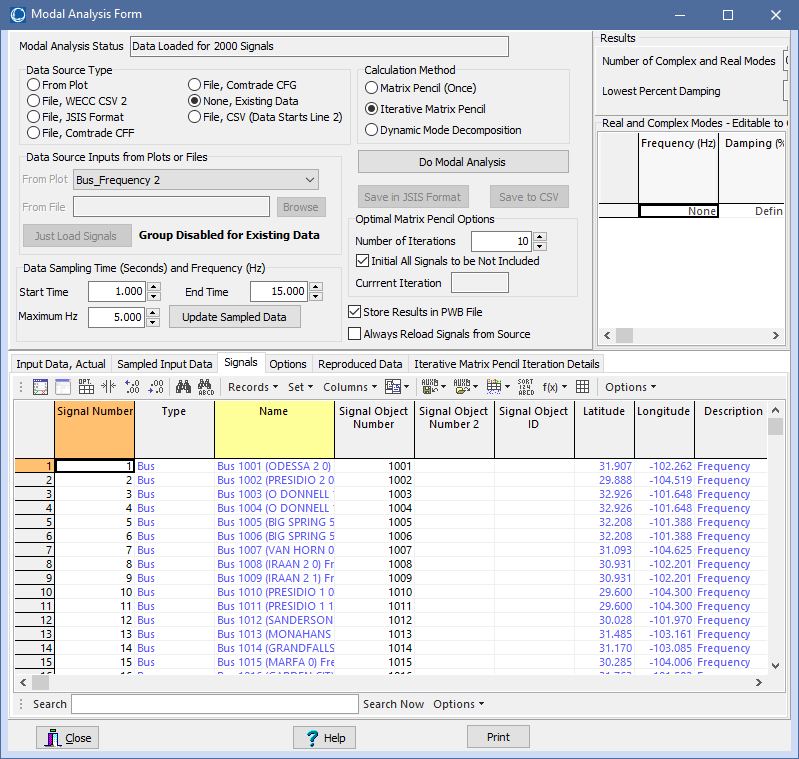 Modal Analysis Form
Modal Analysis Status Data Loaded for 2000 Signals
Data Source Type
From Plot
File, WECC CSV 2
File, JSIS Format
File, Comtrade CFF
File, Comtrade CFG
None, Existing Data
File, CSV (Data Starts Line 2)
Data Source Inputs from Plots or Files
From Plot Bus_Frequency 2
From File Browse
Just Load Signals Group Disabled for Existing Data
Data Sampling Time (Seconds) and Frequency (Hz)
Start Time 1.000 End Time 15.000
Maximum Hz 5.000 Update Sampled Data
Calculation Method
Matrix Pencil (Once)
Iterative Matrix Pencil
Dynamic Mode Decomposition
Do Modal Analysis
Save in JSIS Format Save to CSV
Optimal Matrix Pencil Options
Number of Iterations 10
Initial All Signals to be Not Included
Currrent Iteration
Store Results in PWB File
Always Reload Signals from Source
Results
Number of Complex and Real Modes
Lowest Percent Damping
Real and Complex Modes - Editable to
Frequency (Hz) Damping (%
None Defin
Input Data, Actual Sampled Input Data Signals Options Reproduced Data Iterative Matrix Pencil Iteration Details
Records Set Columns f(x) Options
Signal Number Type Name Signal Object Number Signal Object Number 2 Signal Object ID Latitude Longitude Description
1 1 Bus Bus 1001 (ODESSA 2 0) 1001 31.907 -102.262 Frequency
2 2 Bus Bus 1002 (PRESIDIO 2 0 1002 29.888 -104.519 Frequency
3 3 Bus Bus 1003 (O DONNELL 1003 32.926 -101.648 Frequency
4 4 Bus Bus 1004 (O DONNELL 1004 32.926 -101.648 Frequency
5 5 Bus Bus 1005 (BIG SPRING 5 1005 32.208 -101.388 Frequency
6 6 Bus Bus 1006 (BIG SPRING 5 1006 32.208 -101.388 Frequency
7 7 Bus Bus 1007 (VAN HORN 0 1007 31.093 -104.625 Frequency
8 8 Bus Bus 1008 (IRAAN 2 0) Fr 1008 30.931 -102.201 Frequency
9 9 Bus Bus 1009 (IRAAN 2 1) Fr 1009 30.931 -102.201 Frequency
10 10 Bus Bus 1010 (PRESIDIO 1 0 1010 29.600 -104.300 Frequency
11 11 Bus Bus 1011 (PRESIDIO 1 1 1011 29.600 -104.300 Frequency
12 12 Bus Bus 1012 (SANDERSON 1012 30.028 -101.970 Frequency
13 13 Bus Bus 1013 (MONAHANS 1013 31.485 -103.161 Frequency
14 14 Bus Bus 1014 (GRANDFALLS 1014 31.170 -103.085 Frequency
15 15 Bus Bus 1015 (MARFA 0) Fre 1015 30.285 -104.006 Frequency
Search Search Now Options
Close Help Print